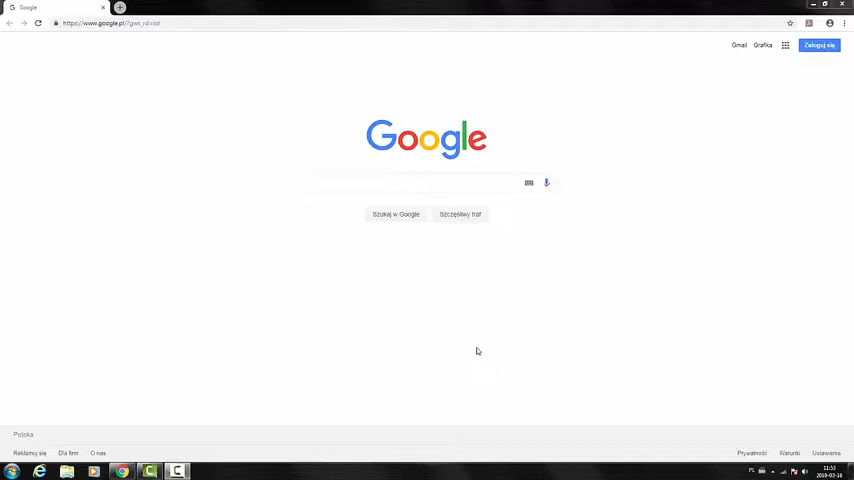 Google
https://www.google.pl/?gws_rd=ssl
Gmail Grafika
Zaloguj się
Google
Szukaj w Google Szczęśliwy traf
Polska
Reklamuj się Dla firm O nas
Prywatność Warunki Ustawienia
PL
11:53
2019-03-16